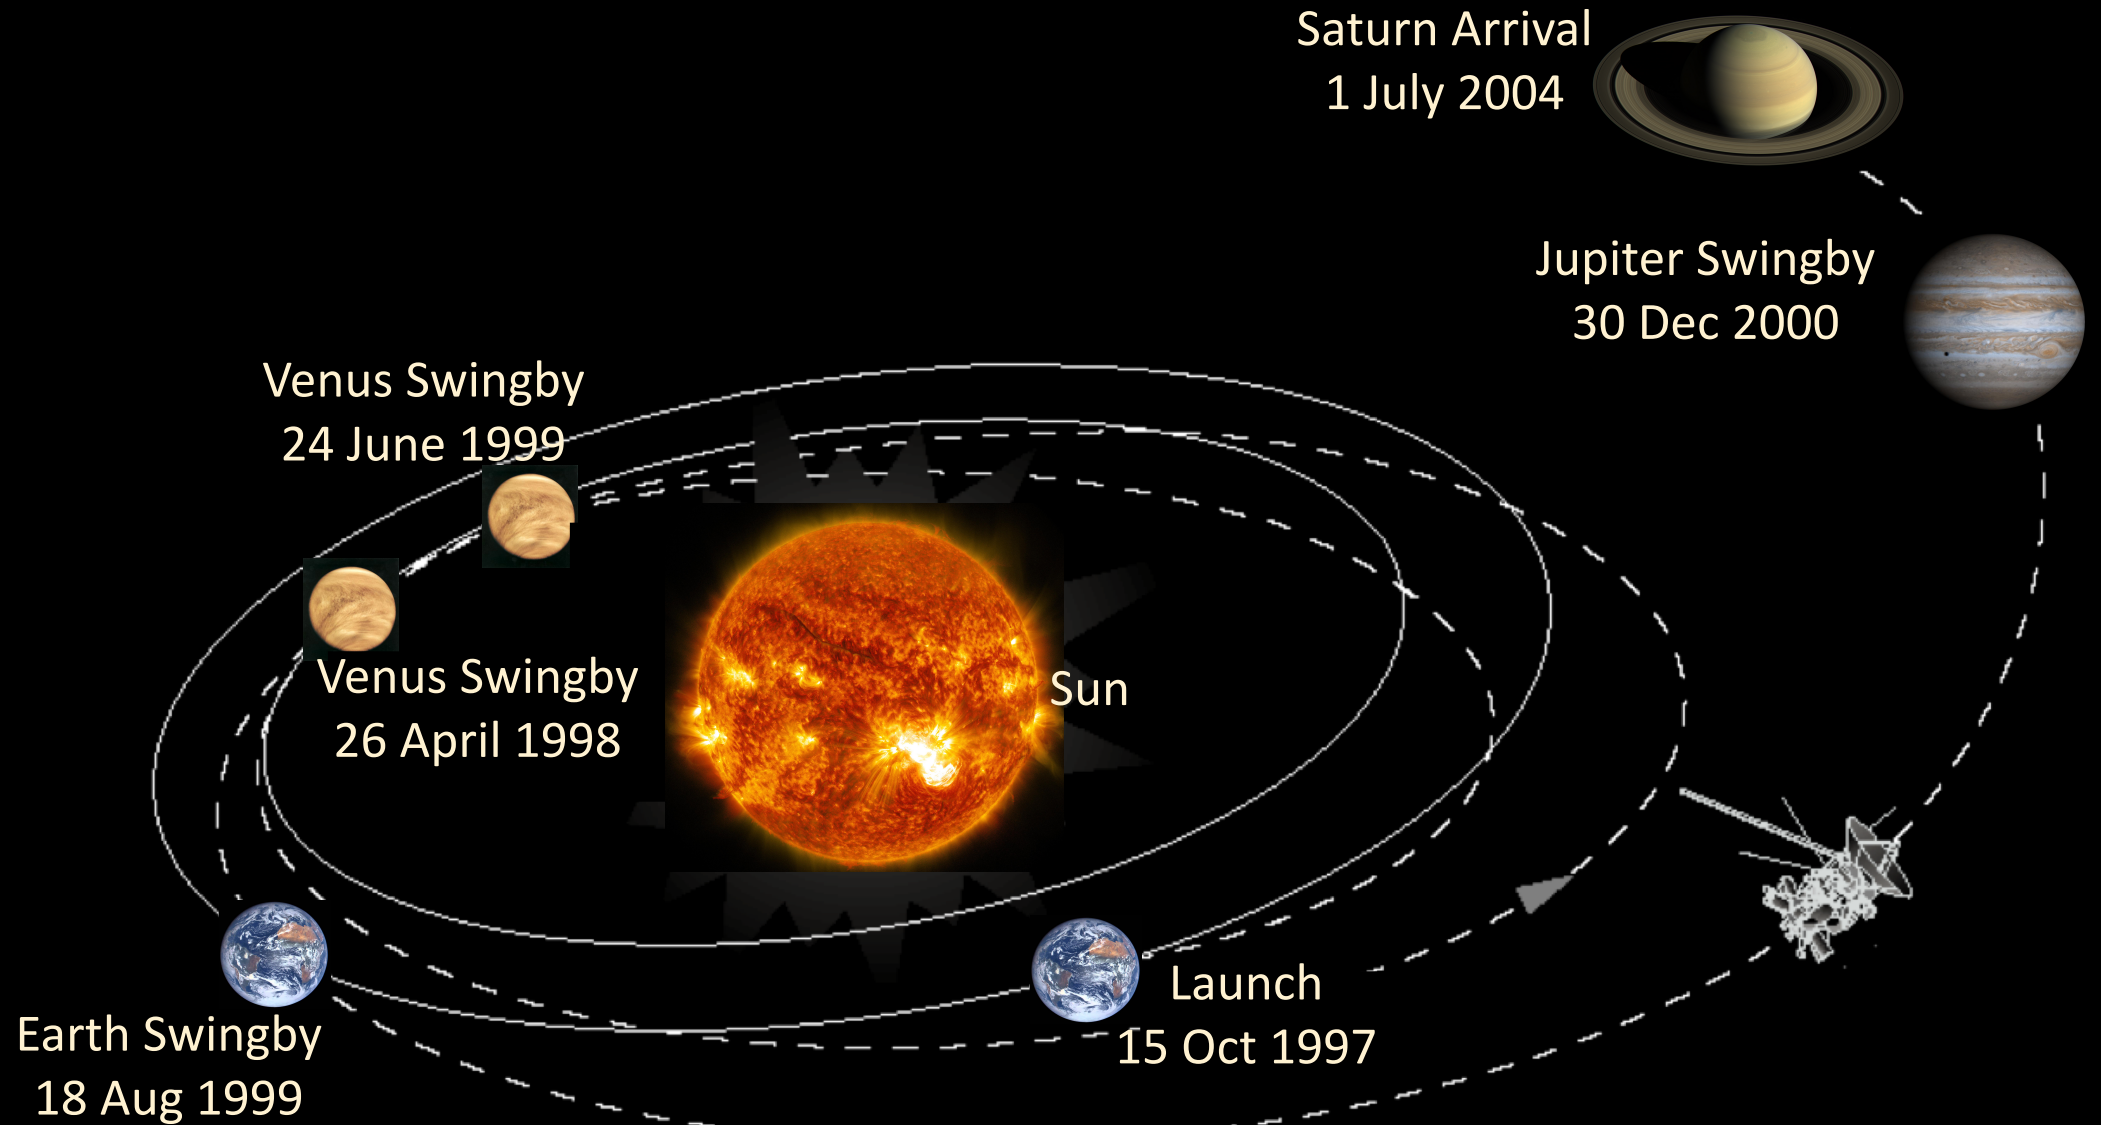 Saturn Arrival
1 July 2004
Jupiter Swingby
30 Dec 2000
Venus Swingby
24 June 1999
Venus Swingby
26 April 1998
Sun
Launch
15 Oct 1997
Earth Swingby
18 Aug 1999